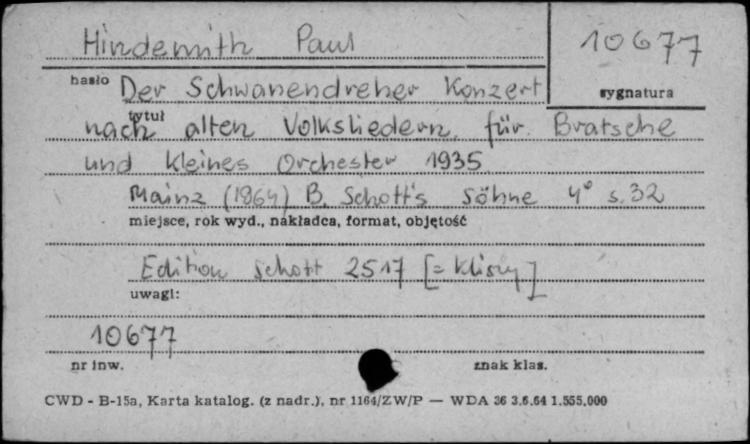 Hindemith Paul
10677
hasło Der Schwanendreher Konzert
sygnatura
tytuł
nach alten Volksliedern für Bratsche
und kleines Orchester 1935
Mainz (1964) B. Schott's Söhne 4° s. 32
miejsce, rok wyd., nakładca, format, objętość
Edition Schott 2517 [= kliszy]
uwagi:
10677
nr inw.
znak klas.
CWD - B-15a, Karta katalog. (z nadr.), nr 1164/ZW/P — WDA 36 3.6.64 1.555.000